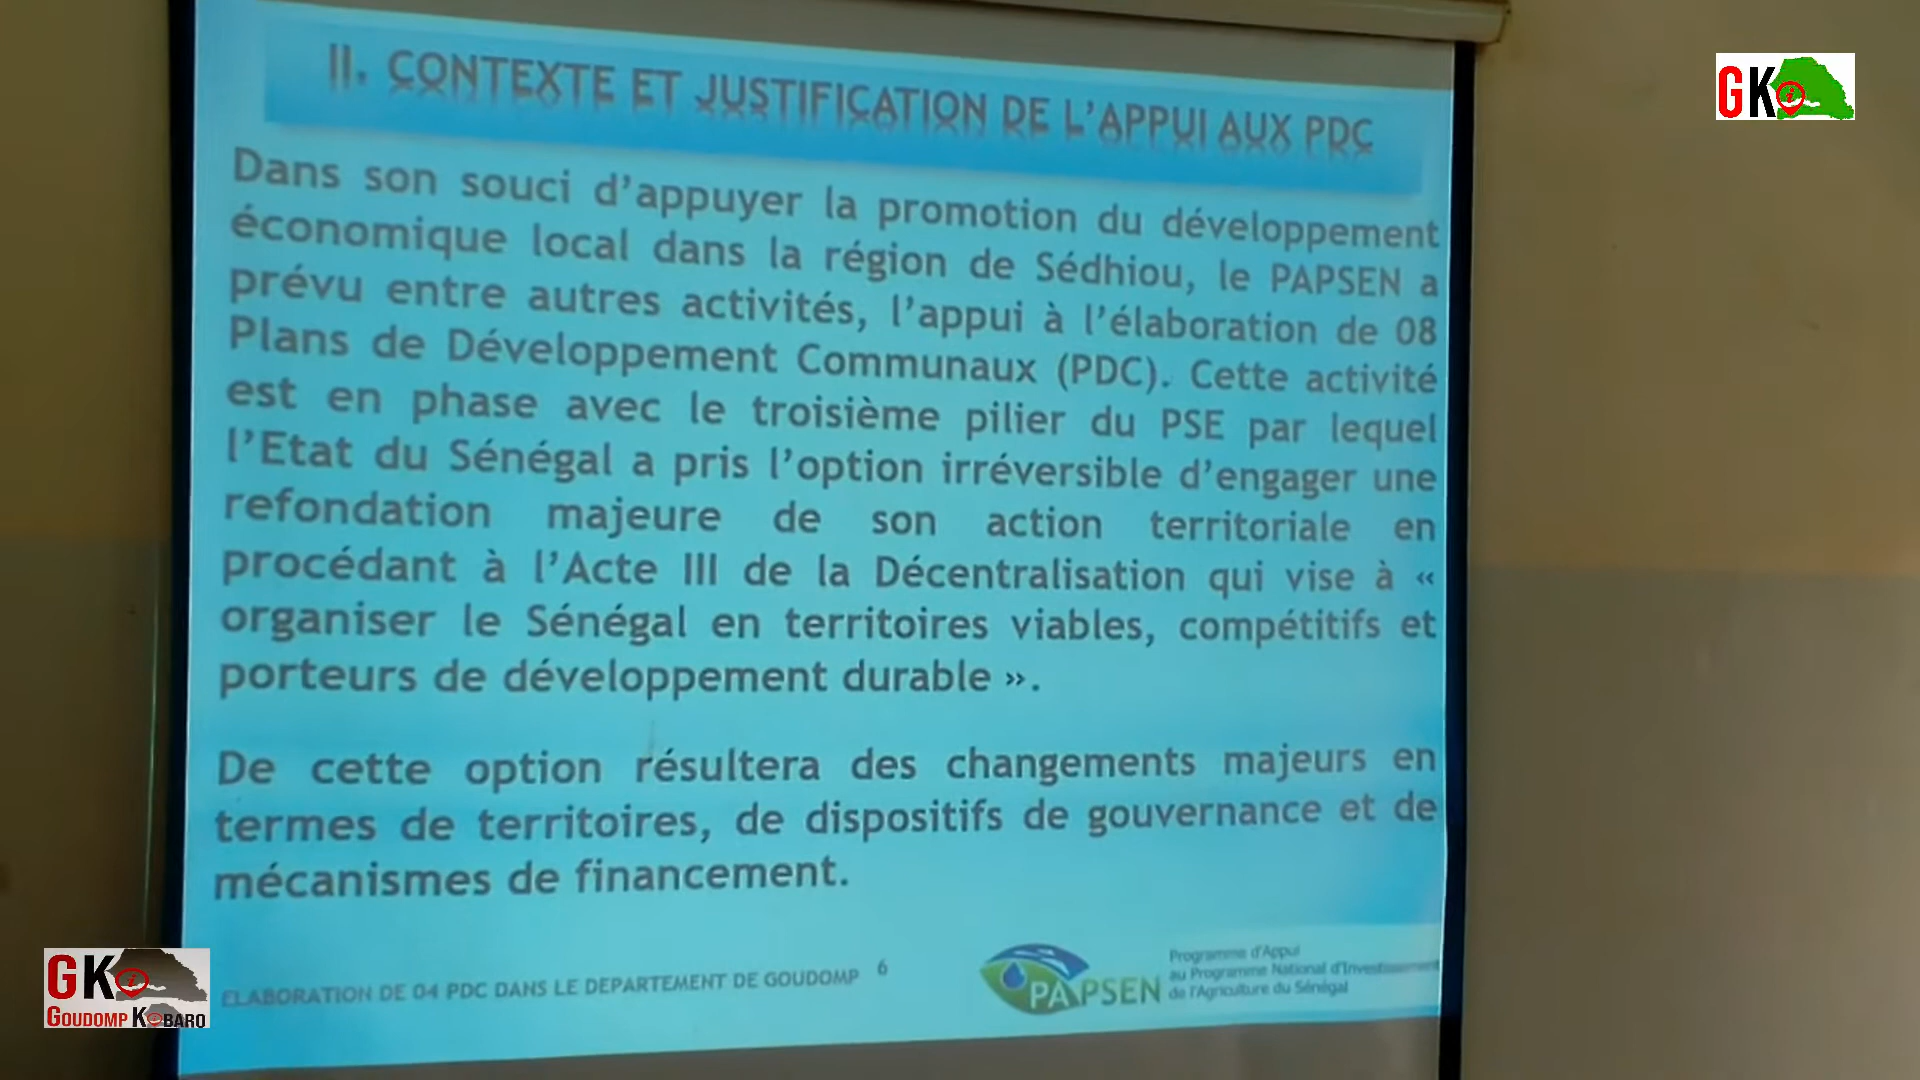 GK
II. CONTEXTE ET JUSTIFICATION DE L'APPUI AUX PDC
Dans son souci d'appuyer la promotion du développement
économique local dans la région de Sédhiou, le PAPSEN a
prévu entre autres activités, l'appui à l'élaboration de 08
Plans de Développement Communaux (PDC). Cette activité
est en phase avec le troisième pilier du PSE par lequel
l'Etat du Sénégal a pris l'option irréversible d'engager une
refondation majeure de son action territoriale en
procédant à l'Acte III de la Décentralisation qui vise à «
organiser le Sénégal en territoires viables, compétitifs et
porteurs de développement durable ».
De cette option résultera des changements majeurs en
termes de territoires, de dispositifs de gouvernance et de
mécanismes de financement.
ELABORATION DE 04 PDC DANS LE DEPARTEMENT DE GOUDOMP 6
PAPSEN
Programme d'Appui
au Programme National d'Investissement
de l'Agriculture du Sénégal
GK
GOUDOMP KOBARO